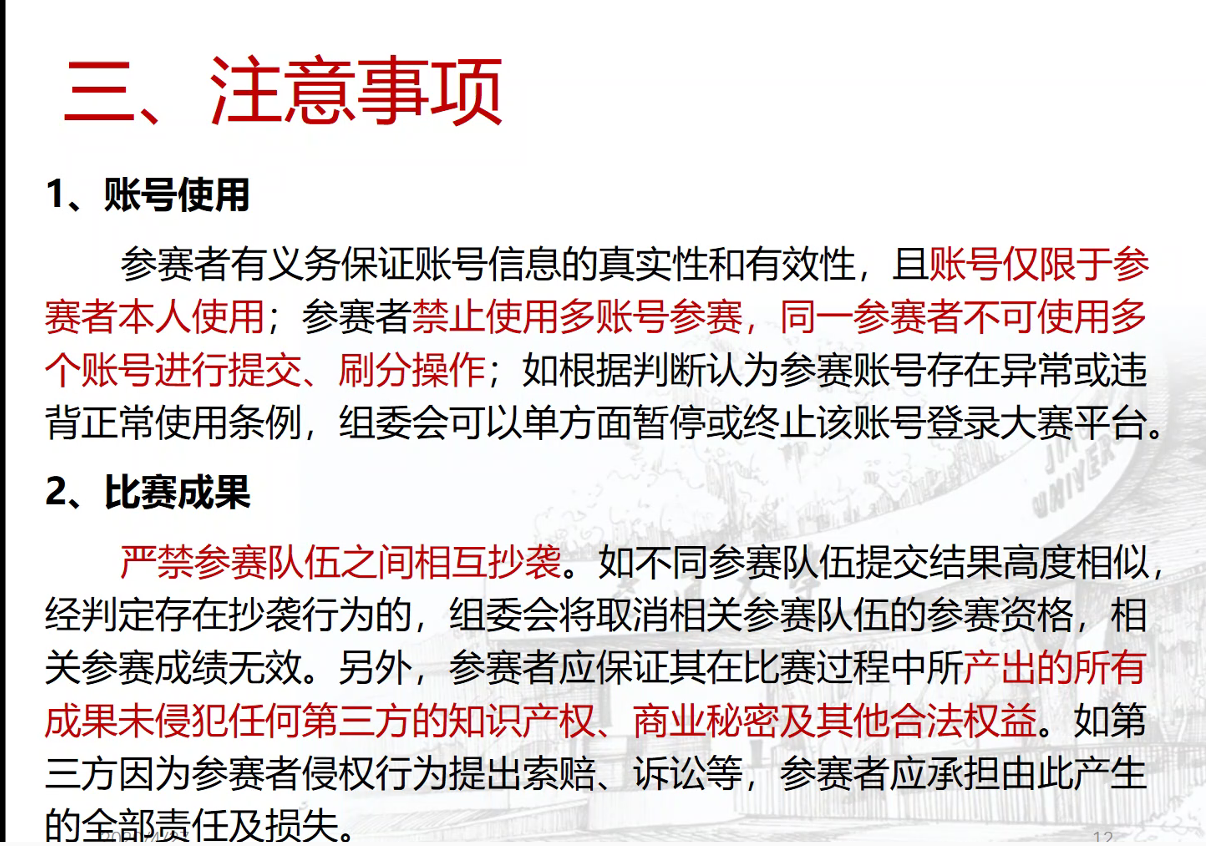 三、注意事项
1、账号使用
参赛者有义务保证账号信息的真实性和有效性，且账号仅限于参
赛者本人使用；参赛者禁止使用多账号参赛，同一参赛者不可使用多
个账号进行提交、刷分操作；如根据判断认为参赛账号存在异常或违
背正常使用条例，组委会可以单方面暂停或终止该账号登录大赛平台。
2、比赛成果
严禁参赛队伍之间相互抄袭。如不同参赛队伍提交结果高度相似，
经判定存在抄袭行为的，组委会将取消相关参赛队伍的参赛资格，相
关参赛成绩无效。另外，参赛者应保证其在比赛过程中所产出的所有
成果未侵犯任何第三方的知识产权、商业秘密及其他合法权益。如第
三方因为参赛者侵权行为提出索赔、诉讼等，参赛者应承担由此产生
的全部责任及损失。
12